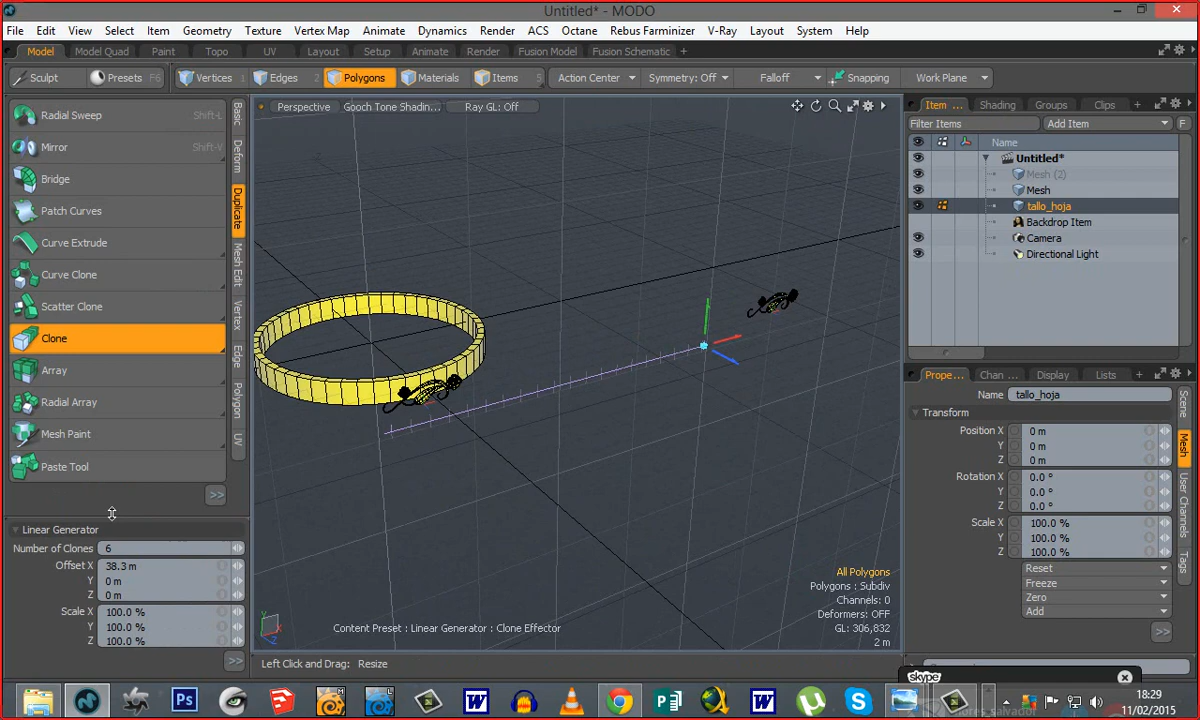 Untitled* - MODO
File Edit View Select Item Geometry Texture Vertex Map Animate Dynamics Render ACS Octane Rebus Farminizer V-Ray Layout System Help
Model Model Quad Paint Topo UV Layout Setup Animate Render Fusion Model Fusion Schematic +
Sculpt Presets F6 Vertices 1 Edges 2 Polygons Materials Items 5 Action Center Symmetry: Off Falloff Snapping Work Plane
Radial Sweep Shift-L
Mirror Shift-V
Bridge
Patch Curves
Curve Extrude
Curve Clone
Scatter Clone
Clone
Array
Radial Array
Mesh Paint
Paste Tool
>>
Basic
Deform
Duplicate
Mesh Edit
Vertex
Edge
Polygon
UV
Linear Generator
Number of Clones 6
Offset X 38.3 m
Y 0 m
Z 0 m
Scale X 100.0 %
Y 100.0 %
Z 100.0 %
>>
Perspective Gooch Tone Shadin... Ray GL: Off
All Polygons
Polygons : Subdiv
Channels: 0
Deformers: OFF
GL: 306,832
2 m
Content Preset : Linear Generator : Clone Effector
Left Click and Drag: Resize
Item ... Shading Groups Clips +
Filter Items Add Item F
Name
Untitled*
Mesh (2)
Mesh
tallo_hoja
Backdrop Item
Camera
Directional Light
Prope... Chan ... Display Lists +
Name tallo_hoja
Transform
Position X 0 m
Y 0 m
Z 0 m
Rotation X 0.0 °
Y 0.0 °
Z 0.0 °
Scale X 100.0 %
Y 100.0 %
Z 100.0 %
Reset
Freeze
Zero
Add
>>
Scene
Mesh
User Channels
Tags
skype
18:29
11/02/2015